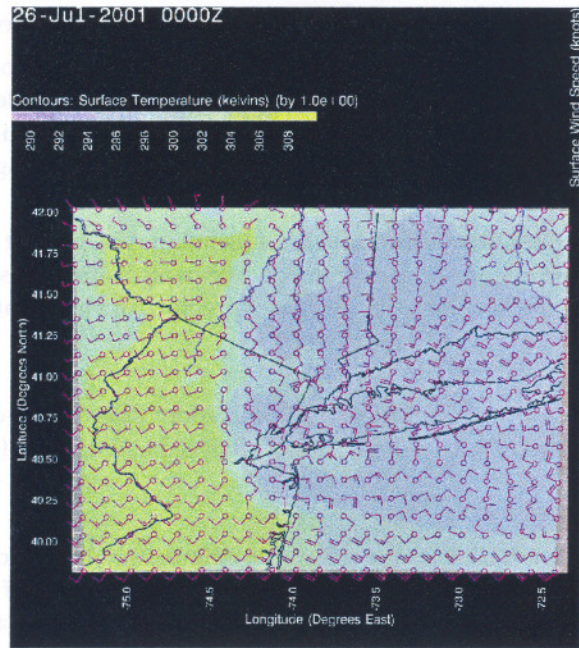 26-Jul-2001 0000Z
Surface Wind Speed (knots)
Contours: Surface Temperature (kelvins) (by 1.0e+00)
290 292 294 296 298 300 302 304 306 308
Latitude (Degrees North)
42.00
41.75
41.50
41.25
41.00
40.75
40.50
40.25
40.00
-75.0 -74.5 -74.0 -73.5 -73.0 -72.5
Longitude (Degrees East)